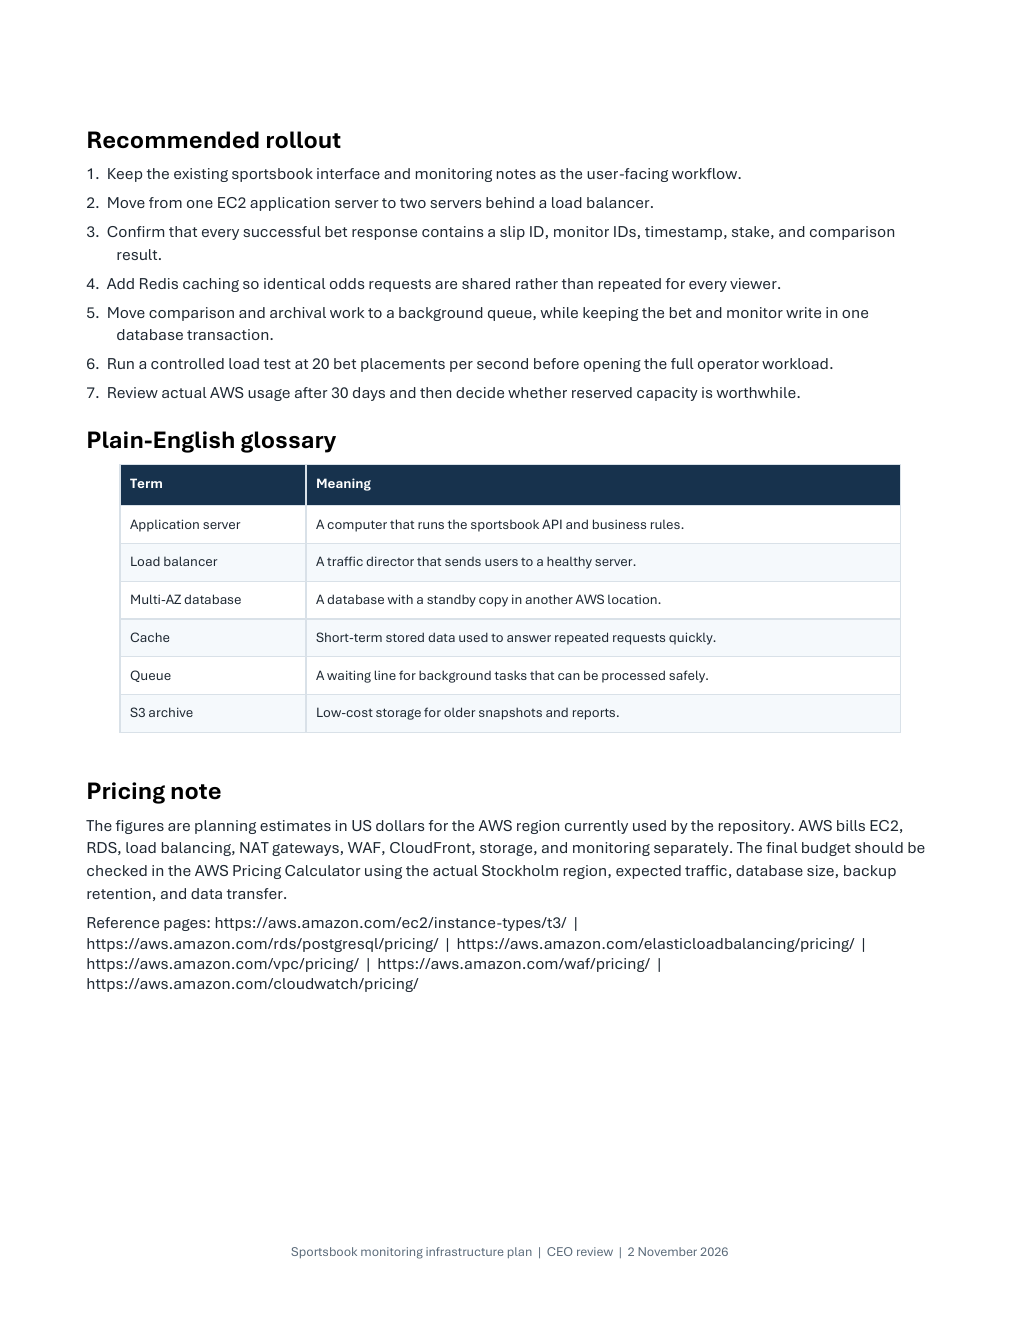 Recommended rollout
1. Keep the existing sportsbook interface and monitoring notes as the user-facing workflow.
2. Move from one EC2 application server to two servers behind a load balancer.
3. Confirm that every successful bet response contains a slip ID, monitor IDs, timestamp, stake, and comparison
result.
4. Add Redis caching so identical odds requests are shared rather than repeated for every viewer.
5. Move comparison and archival work to a background queue, while keeping the bet and monitor write in one
database transaction.
6. Run a controlled load test at 20 bet placements per second before opening the full operator workload.
7. Review actual AWS usage after 30 days and then decide whether reserved capacity is worthwhile.
Plain-English glossary
Term Meaning
Application server A computer that runs the sportsbook API and business rules.
Load balancer A traffic director that sends users to a healthy server.
Multi-AZ database A database with a standby copy in another AWS location.
Cache Short-term stored data used to answer repeated requests quickly.
Queue A waiting line for background tasks that can be processed safely.
S3 archive Low-cost storage for older snapshots and reports.
Pricing note
The figures are planning estimates in US dollars for the AWS region currently used by the repository. AWS bills EC2,
RDS, load balancing, NAT gateways, WAF, CloudFront, storage, and monitoring separately. The final budget should be
checked in the AWS Pricing Calculator using the actual Stockholm region, expected traffic, database size, backup
retention, and data transfer.
Reference pages: https://aws.amazon.com/ec2/instance-types/t3/ |
https://aws.amazon.com/rds/postgresql/pricing/ | https://aws.amazon.com/elasticloadbalancing/pricing/ |
https://aws.amazon.com/vpc/pricing/ | https://aws.amazon.com/waf/pricing/ |
https://aws.amazon.com/cloudwatch/pricing/
Sportsbook monitoring infrastructure plan | CEO review | 2 November 2026